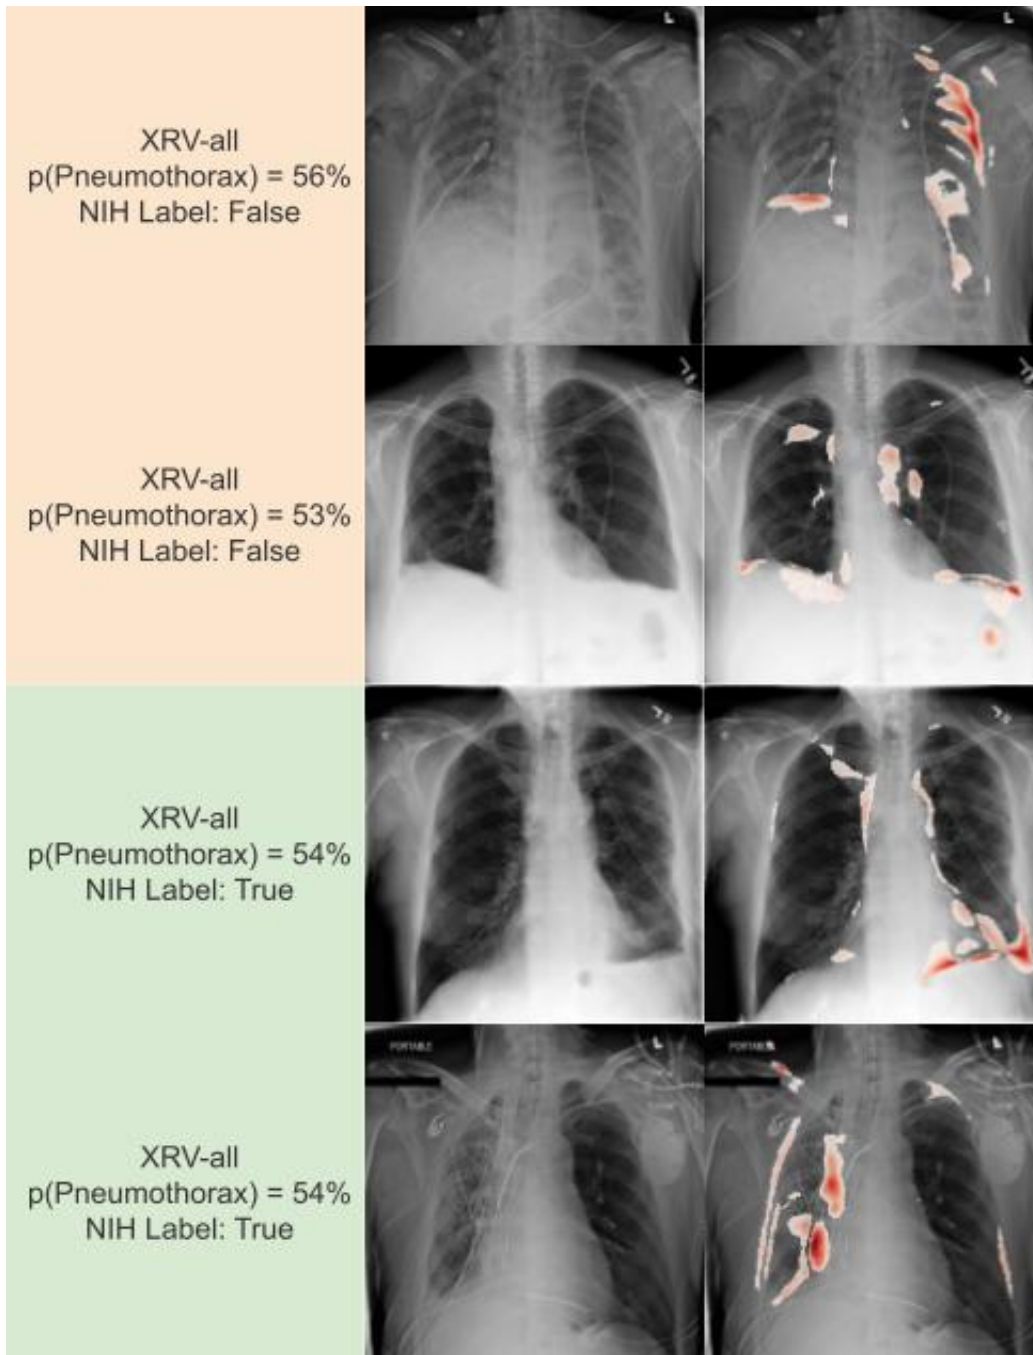 XRV-all
p(Pneumothorax) = 56%
NIH Label: False
L
L
XRV-all
p(Pneumothorax) = 53%
NIH Label: False
XRV-all
p(Pneumothorax) = 54%
NIH Label: True
XRV-all
p(Pneumothorax) = 54%
NIH Label: True
PORTABLE
L
L